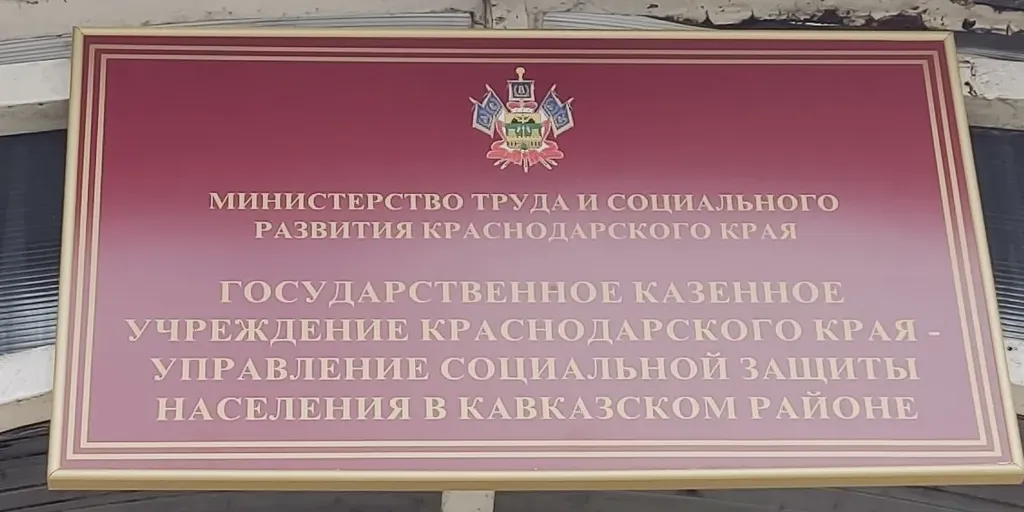 МИНИСТЕРСТВО ТРУДА И СОЦИАЛЬНОГО
РАЗВИТИЯ КРАСНОДАРСКОГО КРАЯ
ГОСУДАРСТВЕННОЕ КАЗЕННОЕ
УЧРЕЖДЕНИЕ КРАСНОДАРСКОГО КРАЯ -
УПРАВЛЕНИЕ СОЦИАЛЬНОЙ ЗАЩИТЫ
НАСЕЛЕНИЯ В КАВКАЗСКОМ РАЙОНЕ